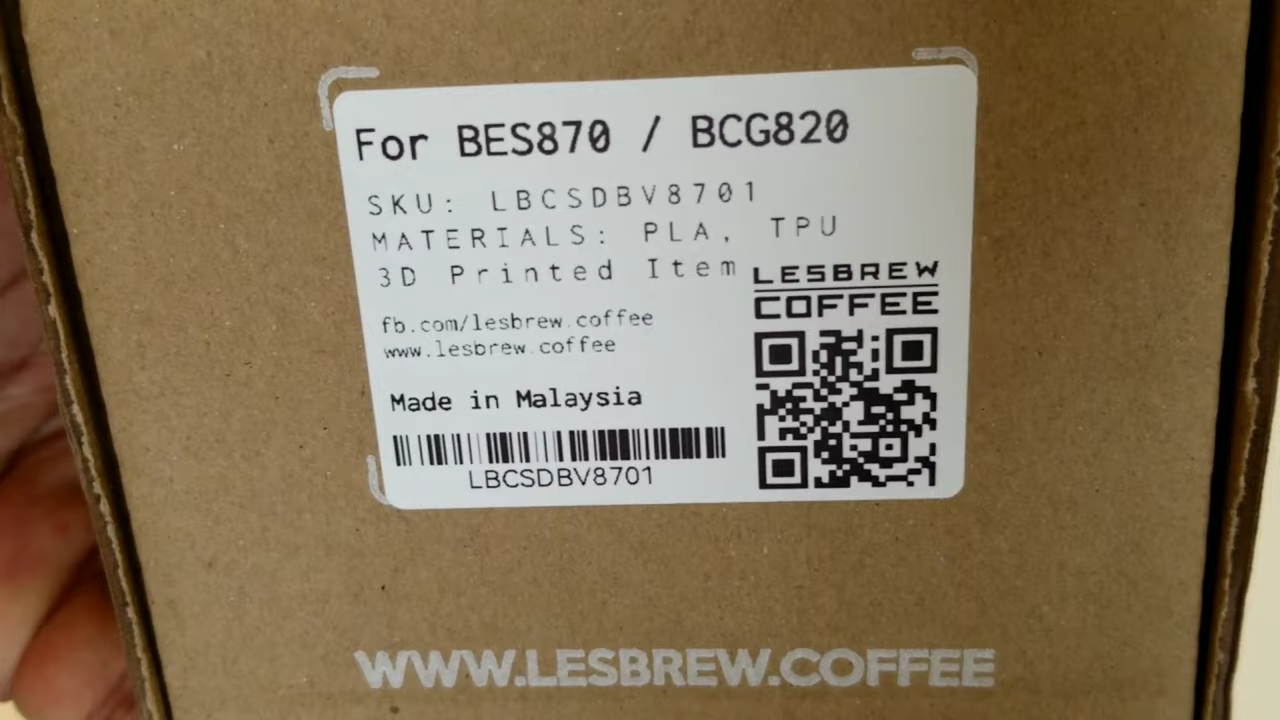 For BES870 / BCG820
SKU: LBCSDBV8701
MATERIALS: PLA, TPU
3D Printed Item
LESBREW
COFFEE
fb.com/lesbrew.coffee
www.lesbrew.coffee
Made in Malaysia
LBCSDBV8701
WWW.LESBREW.COFFEE